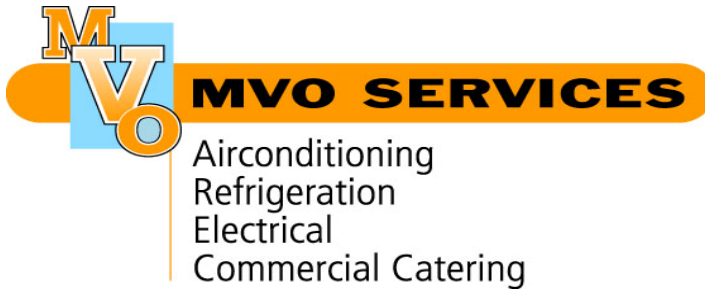 MVO
MVO SERVICES
Airconditioning
Refrigeration
Electrical
Commercial Catering